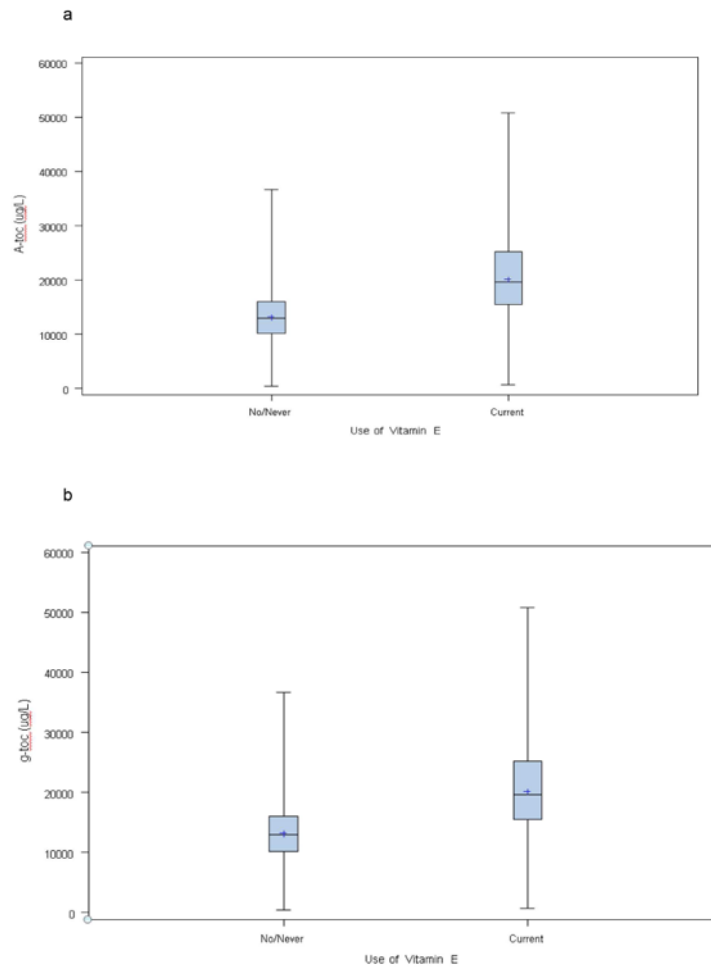 a
60000
50000
40000
30000
20000
10000
0
A-toc (ug/L)
No/Never Current
Use of Vitamin E
b
60000
50000
40000
30000
20000
10000
0
g-toc (ug/L)
No/Never Current
Use of Vitamin E